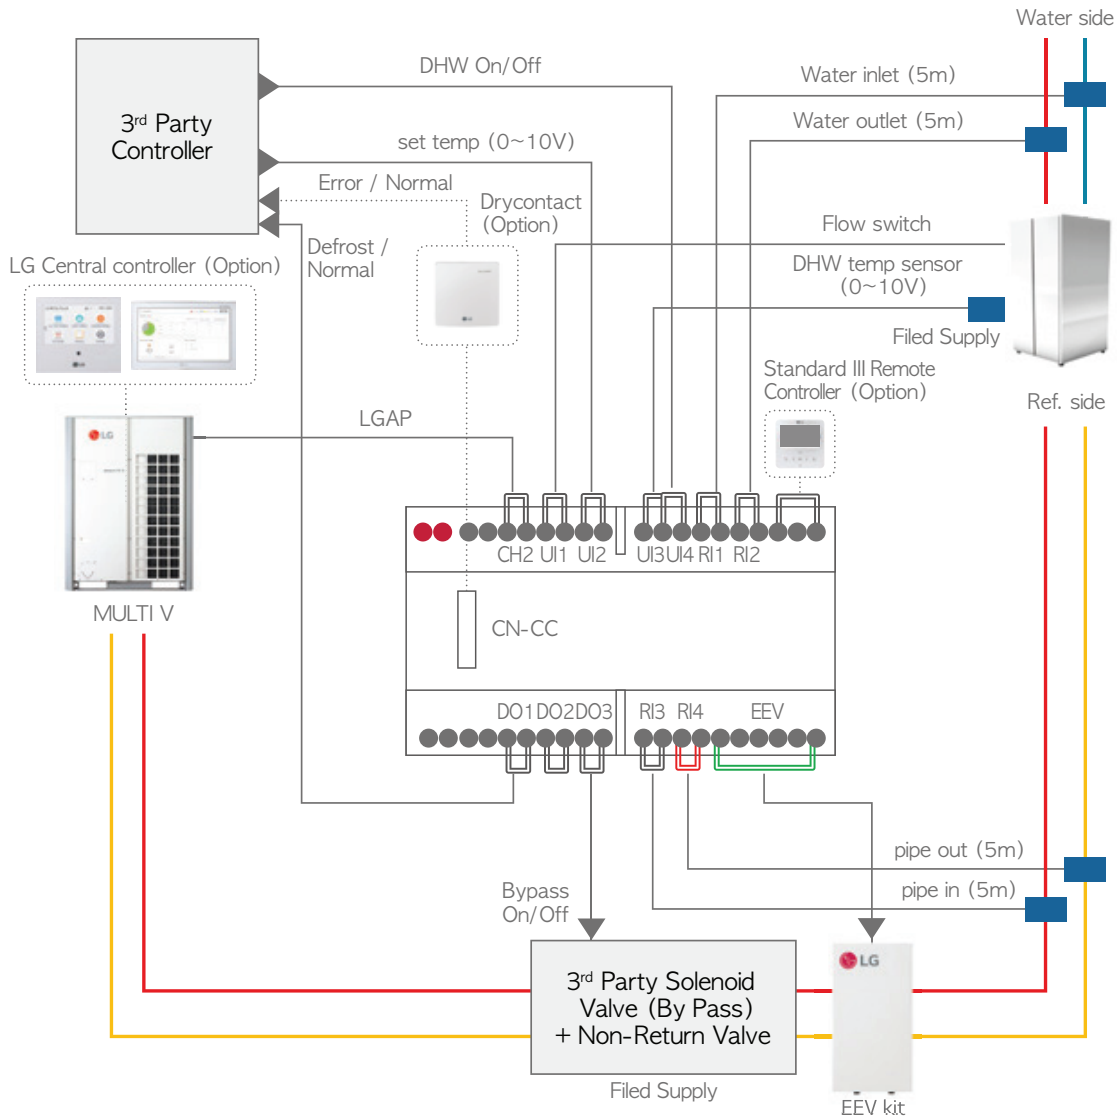 Water side
DHW On/Off
Water inlet (5m)
3rd Party
Controller
Water outlet (5m)
set temp (0~10V)
Error / Normal
Drycontact
(Option)
Flow switch
Defrost /
Normal
LG Central controller (Option)
DHW temp sensor
(0~10V)
Filed Supply
Standard III Remote
Controller (Option)
Ref. side
LGAP
LG
CH2 UI1 UI2 UI3 UI4 RI1 RI2
MULTI V
CN-CC
DO1 DO2 DO3 RI3 RI4 EEV
pipe out (5m)
Bypass
On/Off
pipe in (5m)
LG
3rd Party Solenoid
Valve (By Pass)
+ Non-Return Valve
Filed Supply
EEV kit